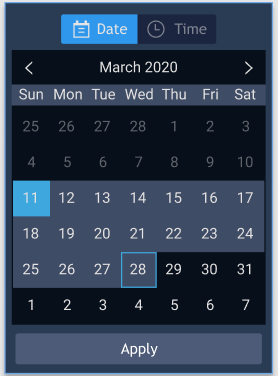 Date Time
March 2020
Sun Mon Tue Wed Thu Fri Sat
25 26 27 28 1 2 3
4 5 6 7 8 9 10
11 12 13 14 15 16 17
18 19 20 21 22 23 24
25 26 27 28 29 30 31
1 2 3 4 5 6 7
Apply